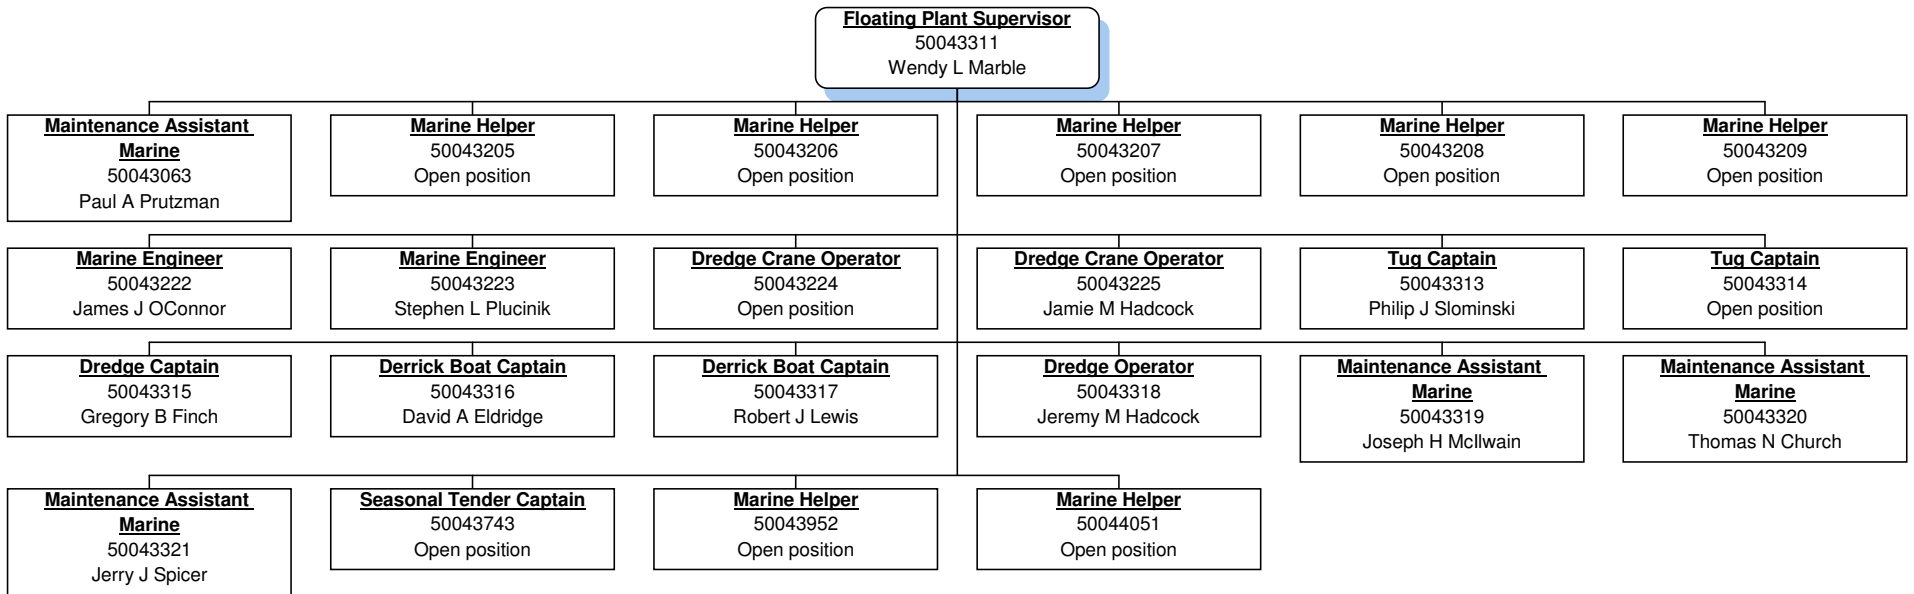 Floating Plant Supervisor
50043311
Wendy L Marble
Maintenance Assistant
Marine
50043063
Paul A Prutzman
Marine Helper
50043205
Open position
Marine Helper
50043206
Open position
Marine Helper
50043207
Open position
Marine Helper
50043208
Open position
Marine Helper
50043209
Open position
Marine Engineer
50043222
James J OConnor
Marine Engineer
50043223
Stephen L Plucinik
Dredge Crane Operator
50043224
Open position
Dredge Crane Operator
50043225
Jamie M Hadcock
Tug Captain
50043313
Philip J Slominski
Tug Captain
50043314
Open position
Dredge Captain
50043315
Gregory B Finch
Derrick Boat Captain
50043316
David A Eldridge
Derrick Boat Captain
50043317
Robert J Lewis
Dredge Operator
50043318
Jeremy M Hadcock
Maintenance Assistant
Marine
50043319
Joseph H McIlwain
Maintenance Assistant
Marine
50043320
Thomas N Church
Maintenance Assistant
Marine
50043321
Jerry J Spicer
Seasonal Tender Captain
50043743
Open position
Marine Helper
50043952
Open position
Marine Helper
50044051
Open position